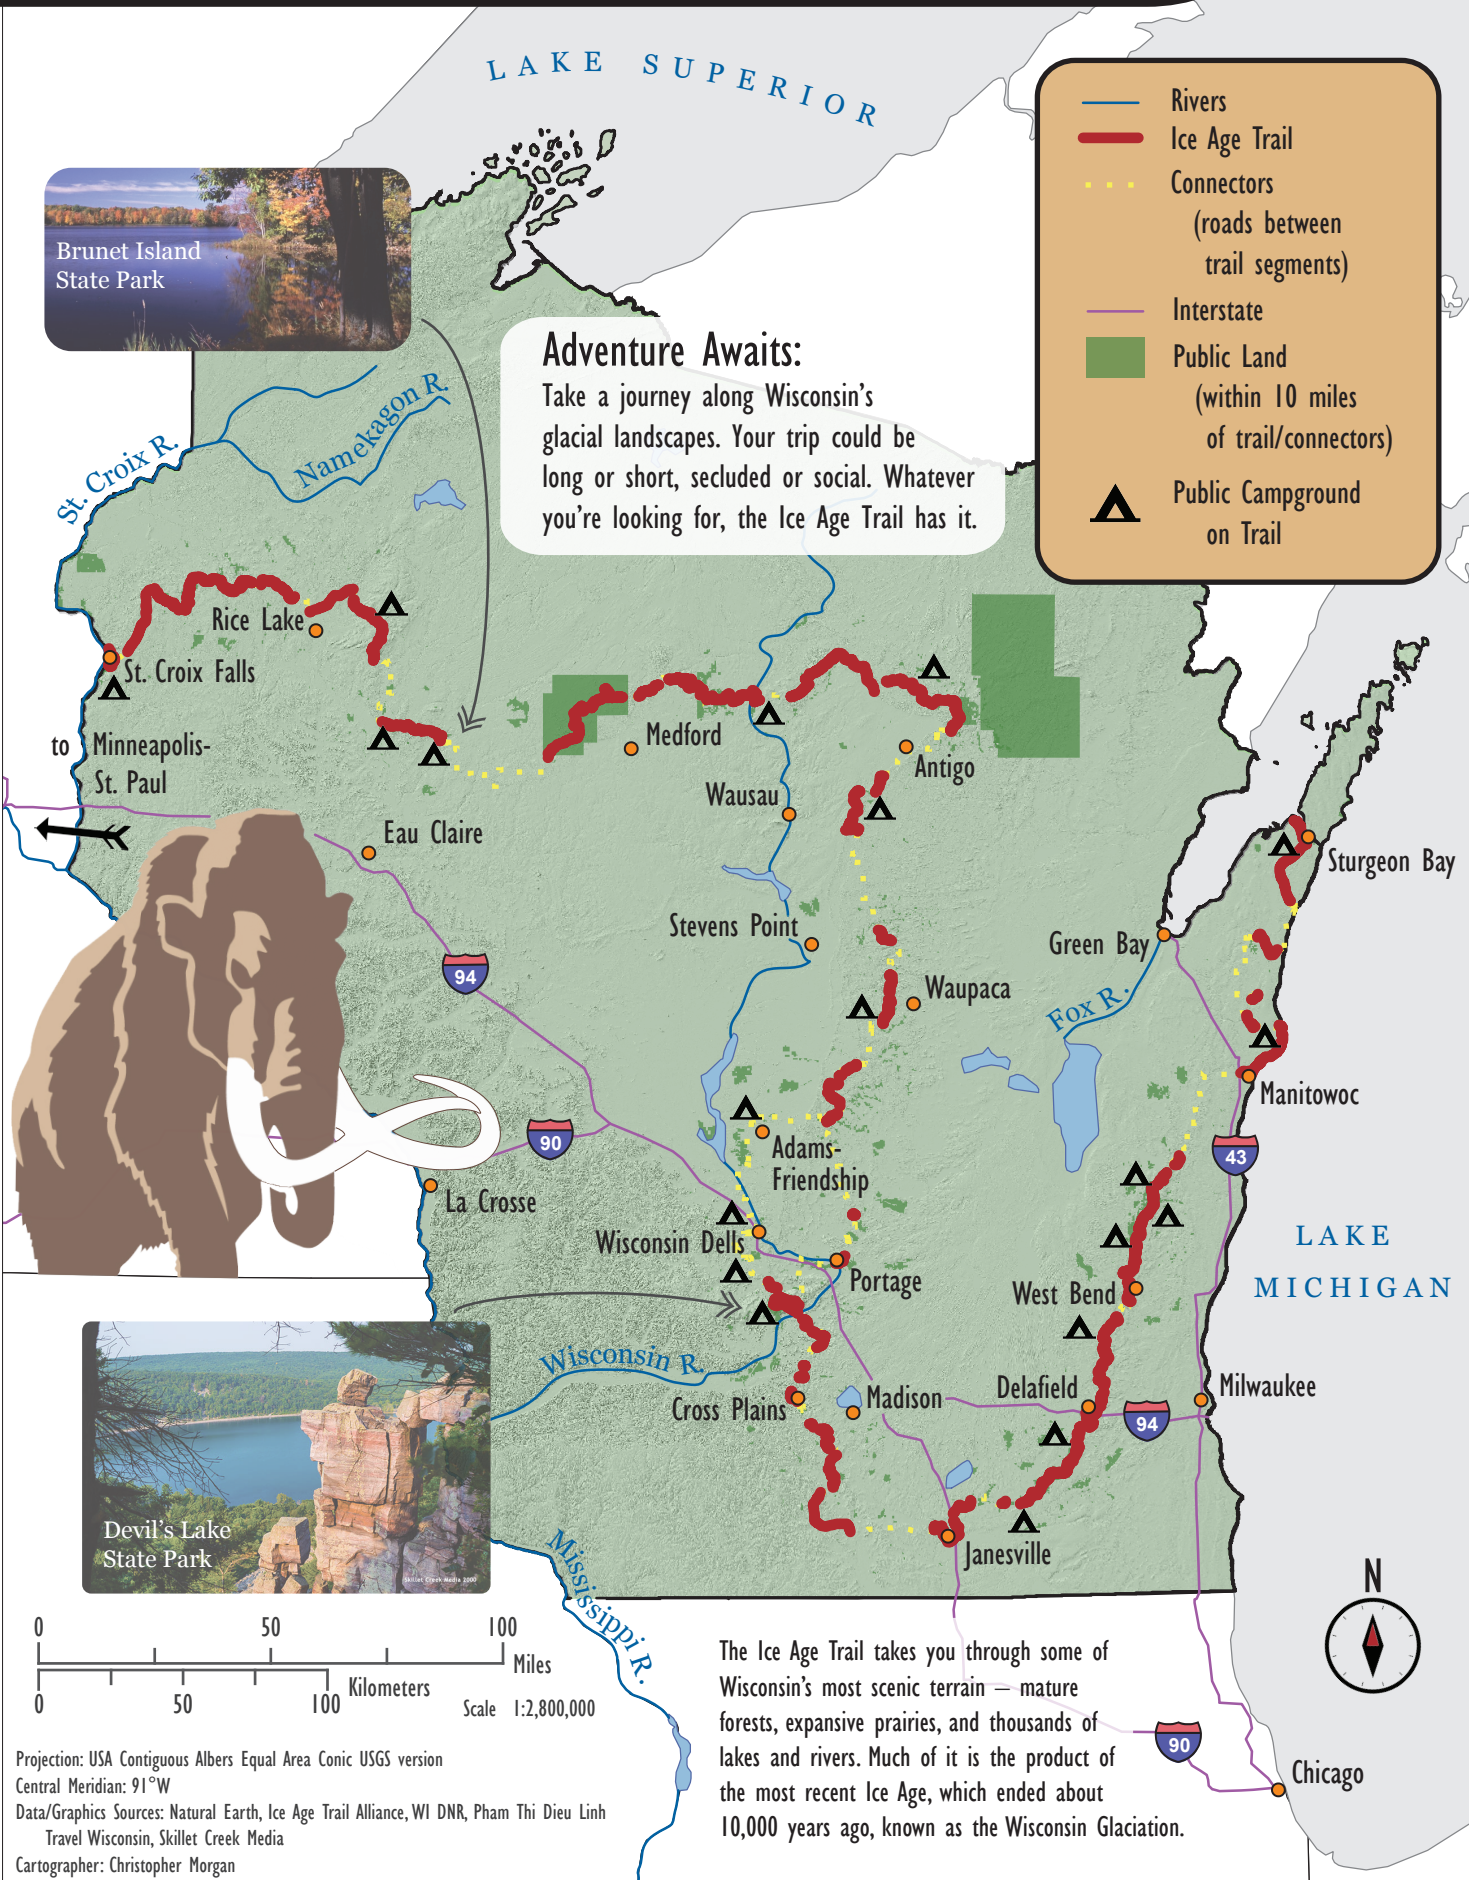 LAKE SUPERIOR
Rivers
Ice Age Trail
Connectors
(roads between
trail segments)
Interstate
Public Land
(within 10 miles
of trail/connectors)
Public Campground
on Trail
Brunet Island
State Park
Adventure Awaits:
Take a journey along Wisconsin's
glacial landscapes. Your trip could be
long or short, secluded or social. Whatever
you're looking for, the Ice Age Trail has it.
Namekagon R.
St. Croix R.
Rice Lake
St. Croix Falls
to Minneapolis-
St. Paul
Medford
Antigo
Wausau
Eau Claire
Sturgeon Bay
Stevens Point
Green Bay
94
Waupaca
Fox R.
Manitowoc
90
Adams-
Friendship
43
La Crosse
Wisconsin Dells
LAKE
MICHIGAN
Portage
West Bend
Wisconsin R.
Madison
Delafield
Milwaukee
Cross Plains
94
Devil's Lake
State Park
Skillet Creek Media 2000
Janesville
Mississippi R.
N
0 50 100
Miles
Kilometers
0 50 100
Scale 1:2,800,000
The Ice Age Trail takes you through some of
Wisconsin's most scenic terrain – mature
forests, expansive prairies, and thousands of
lakes and rivers. Much of it is the product of
the most recent Ice Age, which ended about
10,000 years ago, known as the Wisconsin Glaciation.
90
Chicago
Projection: USA Contiguous Albers Equal Area Conic USGS version
Central Meridian: 91°W
Data/Graphics Sources: Natural Earth, Ice Age Trail Alliance, WI DNR, Pham Thi Dieu Linh
Travel Wisconsin, Skillet Creek Media
Cartographer: Christopher Morgan